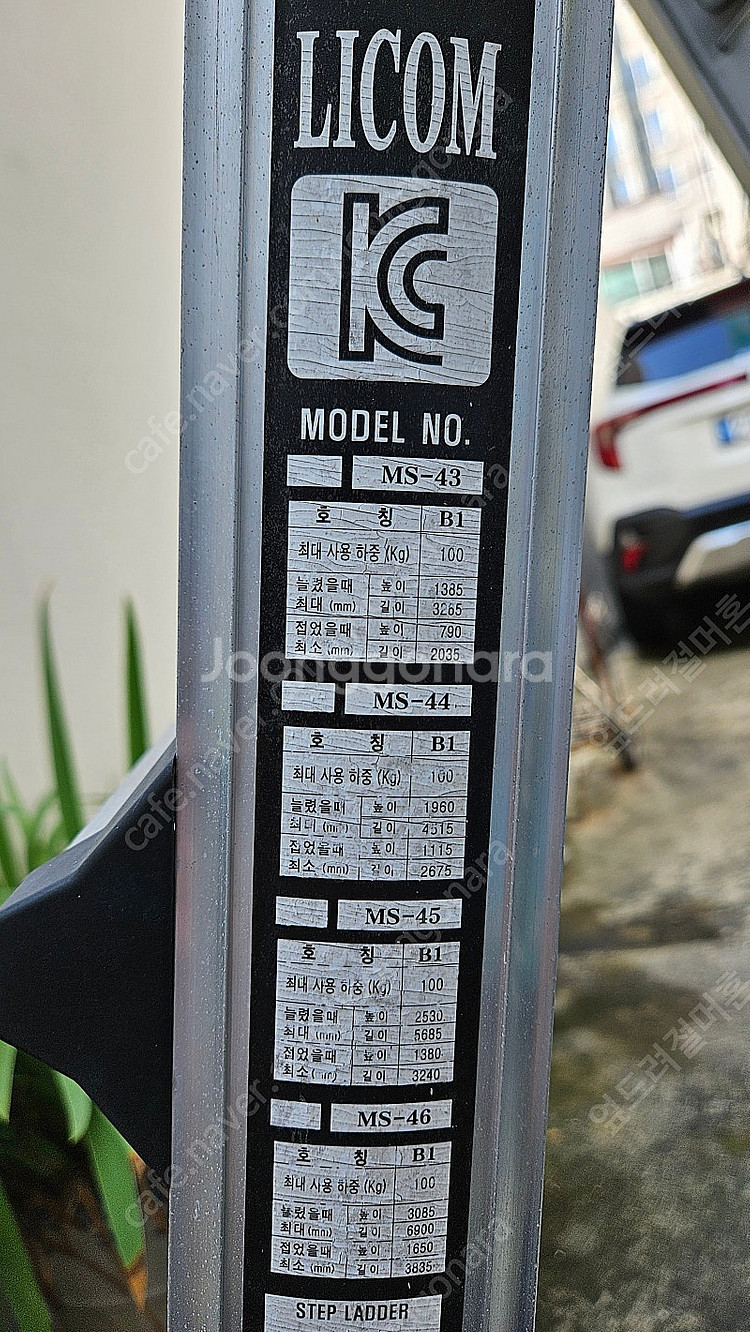 LICOM
KC
MODEL NO.
MS-43
호 칭 B1
최대 사용 하중 (Kg) 100
늘렸을때 높이 1385
최대 (mm) 길이 3265
접었을때 높이 790
최소 (mm) 길이 2035
Joonggonara
MS-44
호 칭 B1
최대 사용 하중 (Kg) 100
늘렸을때 높이 1960
최대 (mm) 길이 4515
접었을때 높이 1115
최소 (mm) 길이 2675
MS-45
호 칭 B1
최대 사용 하중 (Kg) 100
늘렸을때 높이 2530
최대 (mm) 길이 5685
접었을때 높이 1380
최소 (mm) 길이 3240
MS-46
호 칭 B1
최대 사용 하중 (Kg) 100
늘렸을때 높이 3085
최대 (mm) 길이 6900
접었을때 높이 1650
최소 (mm) 길이 3835
STEP LADDER